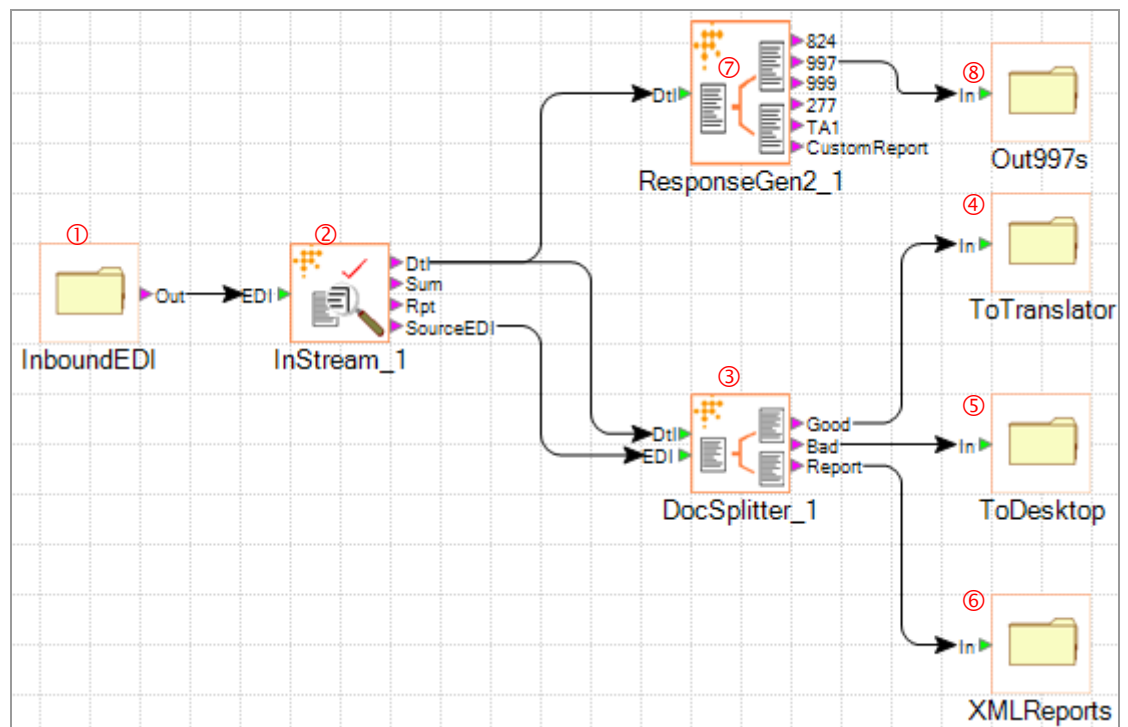 ⑦
824
997
999
277
TA1
CustomReport
Dtl
ResponseGen2_1
⑧
In
Out997s
①
Out
InboundEDI
②
EDI
Dtl
Sum
Rpt
SourceEDI
InStream_1
④
In
ToTranslator
③
Dtl
EDI
Good
Bad
Report
DocSplitter_1
⑤
In
ToDesktop
⑥
In
XMLReports